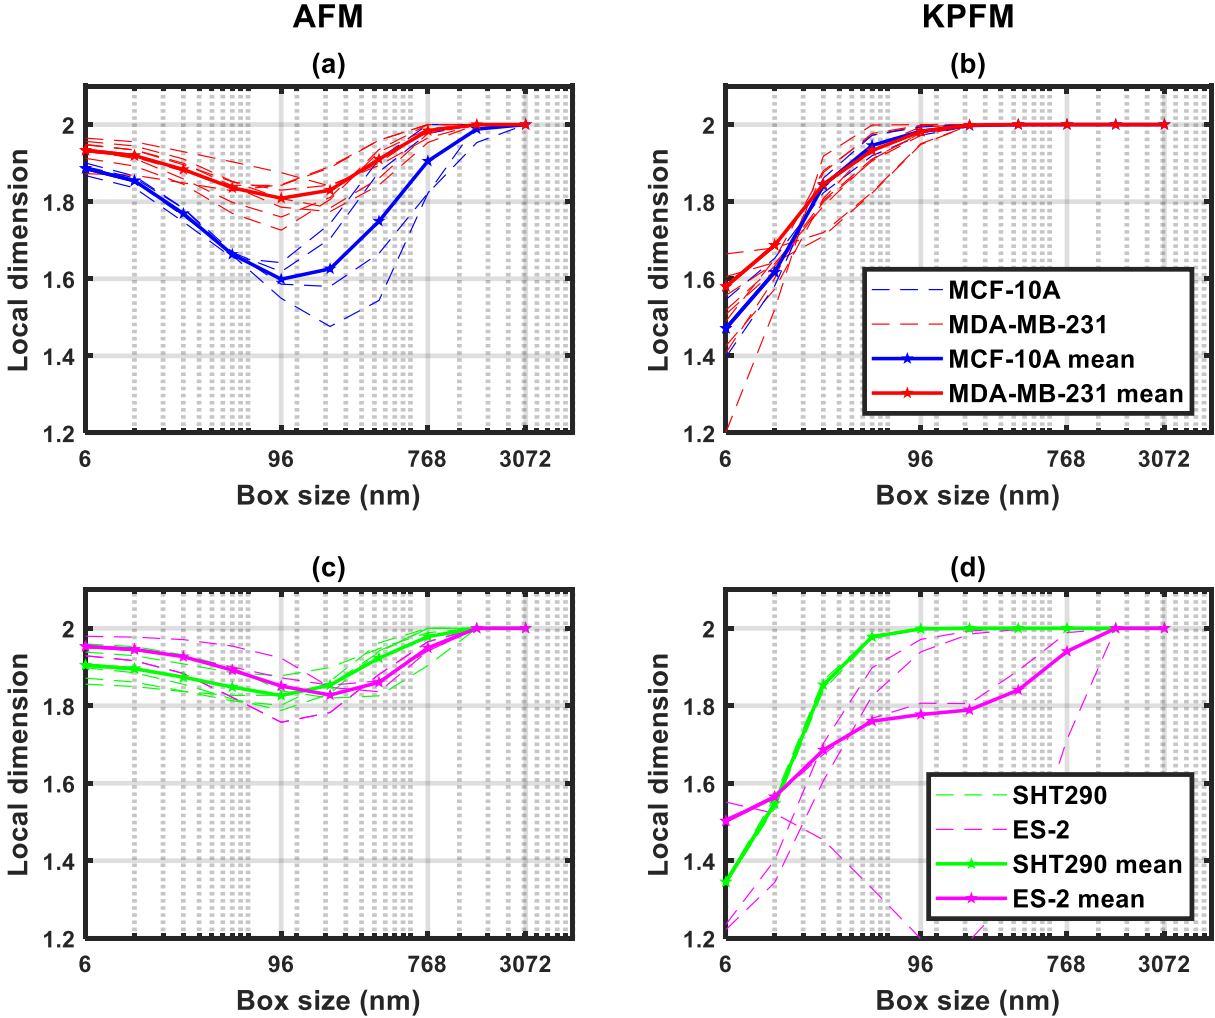 AFM
KPFM
(a)
(b)
Local dimension
2
1.8
1.6
1.4
1.2
6
96
768
3072
Box size (nm)
Local dimension
2
1.8
1.6
1.4
1.2
6
96
768
3072
Box size (nm)
MCF-10A
MDA-MB-231
MCF-10A mean
MDA-MB-231 mean
(c)
(d)
Local dimension
2
1.8
1.6
1.4
1.2
6
96
768
3072
Box size (nm)
Local dimension
2
1.8
1.6
1.4
1.2
6
96
768
3072
Box size (nm)
SHT290
ES-2
SHT290 mean
ES-2 mean